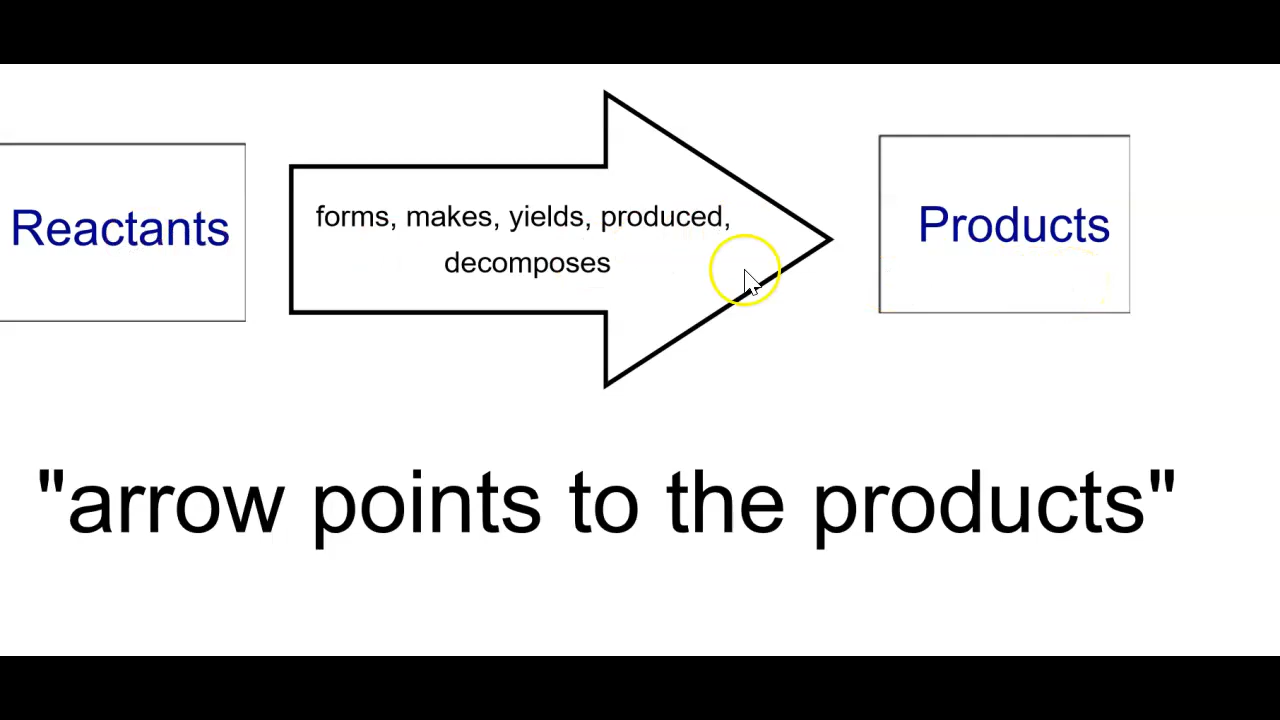 Reactants
forms, makes, yields, produced,
decomposes
Products
"arrow points to the products"